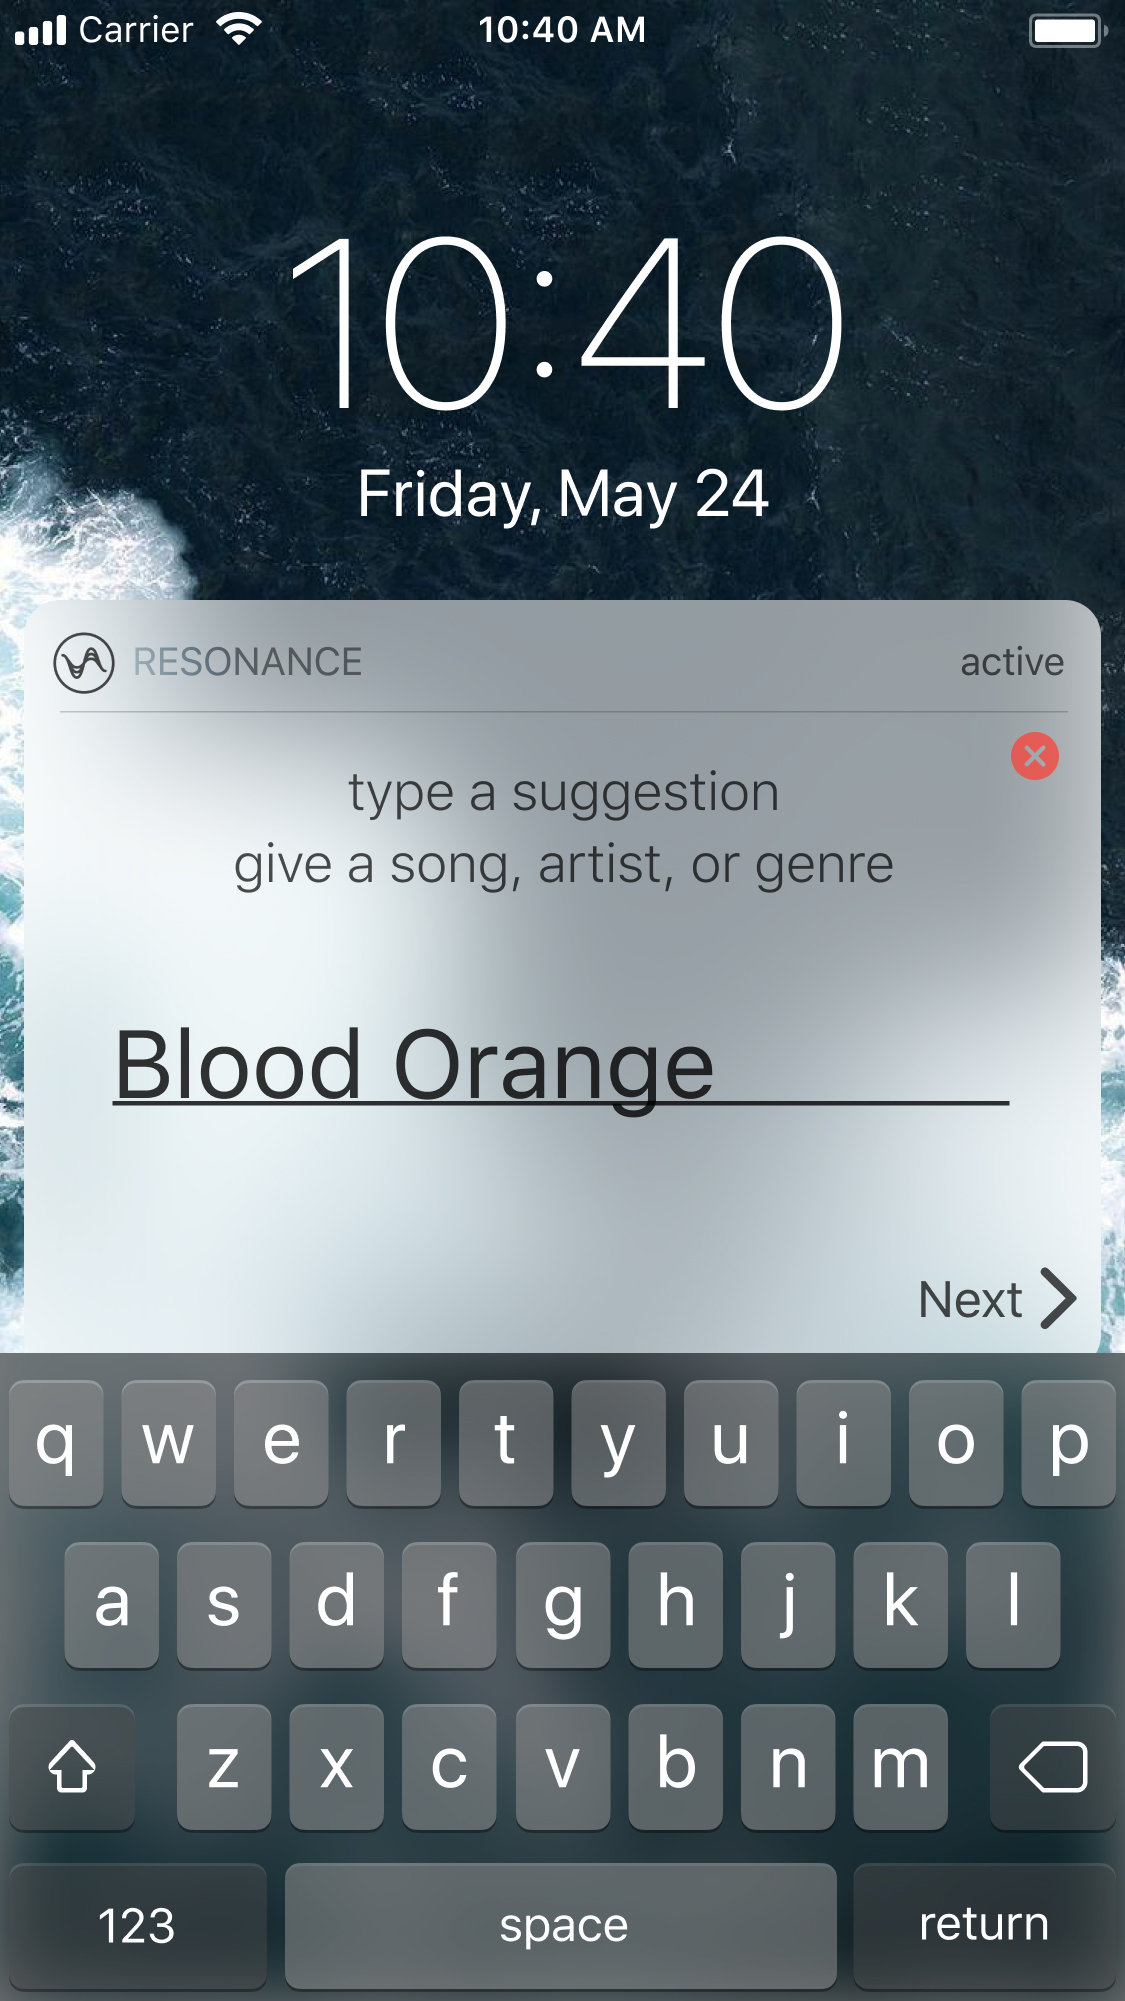 Carrier 10:40 AM
10:40
Friday, May 24
RESONANCE active
type a suggestion
give a song, artist, or genre
Blood Orange
Next
q w e r t y u i o p
a s d f g h j k l
z x c v b n m
123 space return